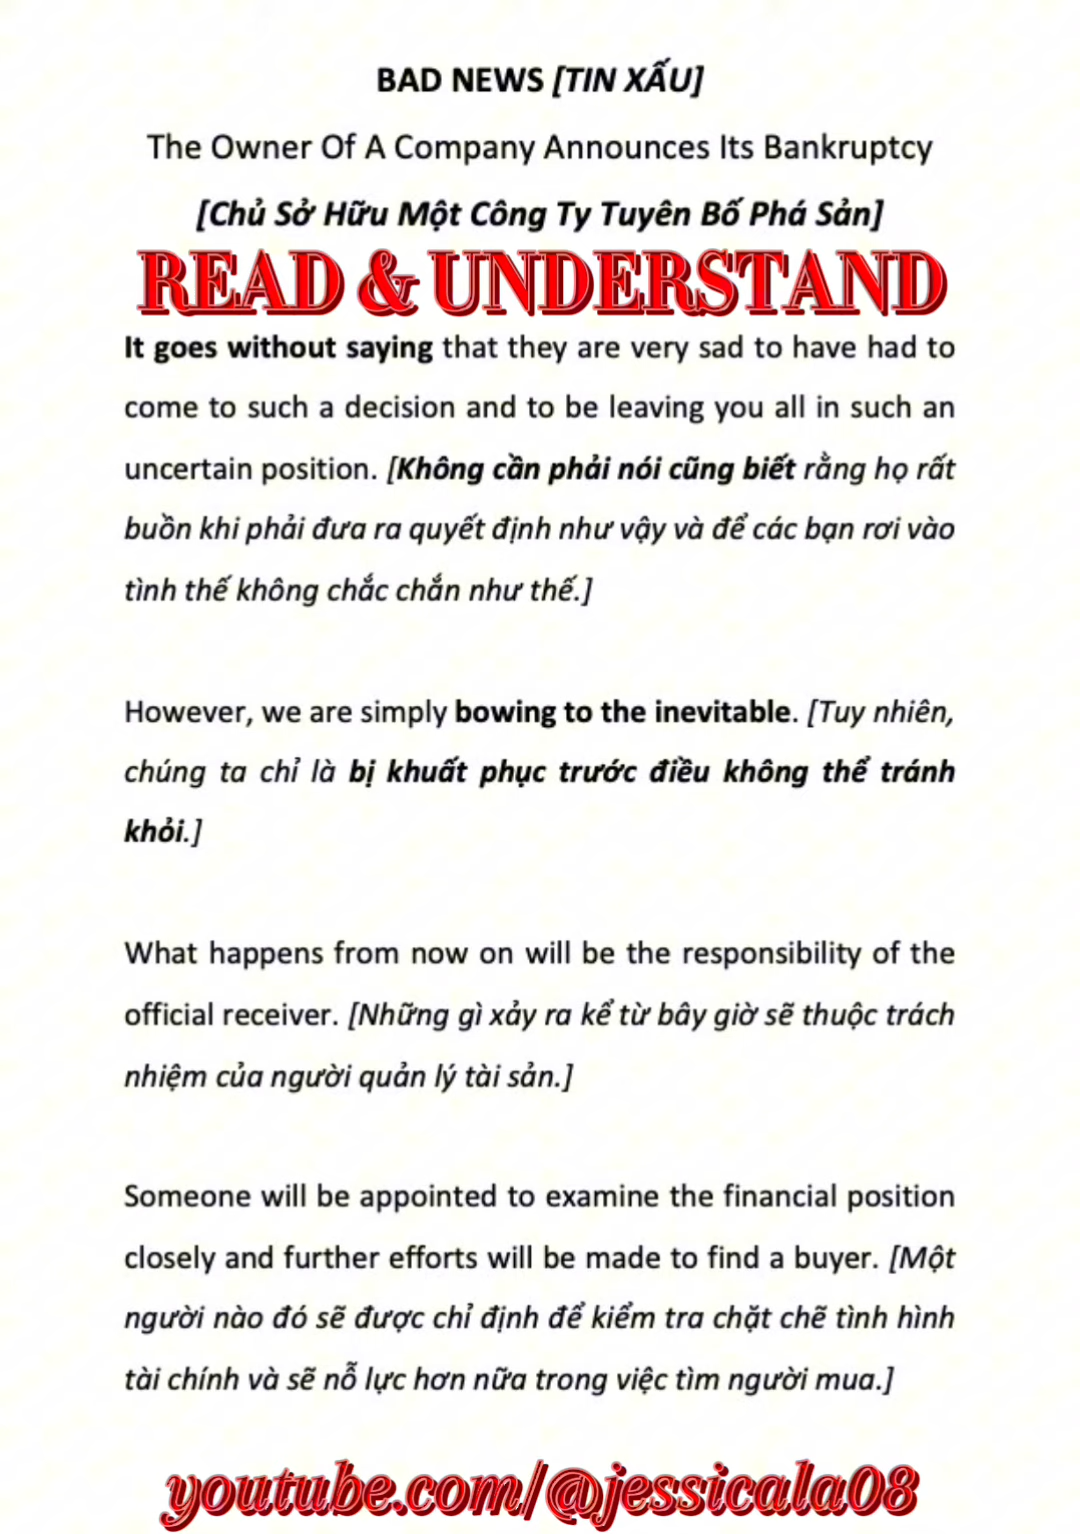 BAD NEWS [TIN XẤU]
The Owner Of A Company Announces Its Bankruptcy
[Chủ Sở Hữu Một Công Ty Tuyên Bố Phá Sản]
READ & UNDERSTAND
It goes without saying that they are very sad to have had to
come to such a decision and to be leaving you all in such an
uncertain position. [Không cần phải nói cũng biết rằng họ rất
buồn khi phải đưa ra quyết định như vậy và để các bạn rơi vào
tình thế không chắc chắn như thế.]
However, we are simply bowing to the inevitable. [Tuy nhiên,
chúng ta chỉ là bị khuất phục trước điều không thể tránh
khỏi.]
What happens from now on will be the responsibility of the
official receiver. [Những gì xảy ra kể từ bây giờ sẽ thuộc trách
nhiệm của người quản lý tài sản.]
Someone will be appointed to examine the financial position
closely and further efforts will be made to find a buyer. [Một
người nào đó sẽ được chỉ định để kiểm tra chặt chẽ tình hình
tài chính và sẽ nỗ lực hơn nữa trong việc tìm người mua.]
youtube.com/@jessicala08